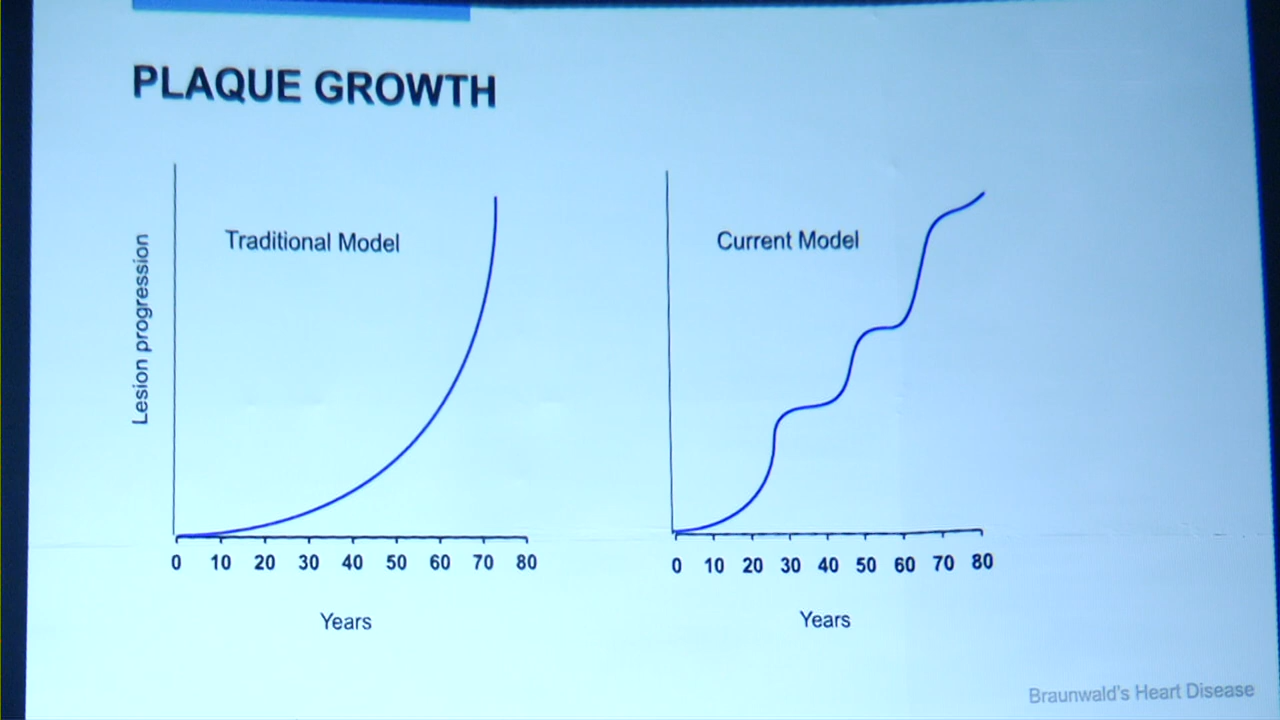 PLAQUE GROWTH
Traditional Model
Lesion progression
0 10 20 30 40 50 60 70 80
Years
Current Model
0 10 20 30 40 50 60 70 80
Years
Braunwald's Heart Disease